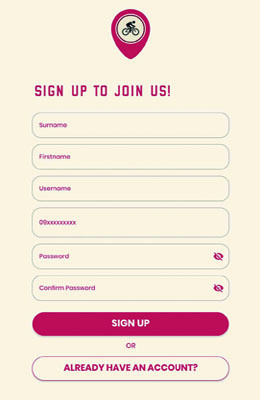 SIGN UP TO JOIN US!
Surname
Firstname
Username
09xxxxxxxxx
Password
Confirm Password
SIGN UP
OR
ALREADY HAVE AN ACCOUNT?